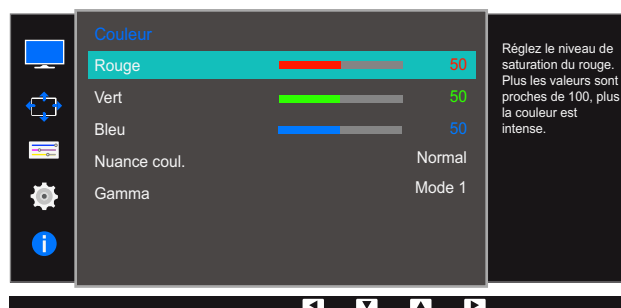 Couleur
Rouge 50
Vert 50
Bleu 50
Nuance coul. Normal
Gamma Mode 1
Réglez le niveau de
saturation du rouge.
Plus les valeurs sont
proches de 100, plus
la couleur est
intense.